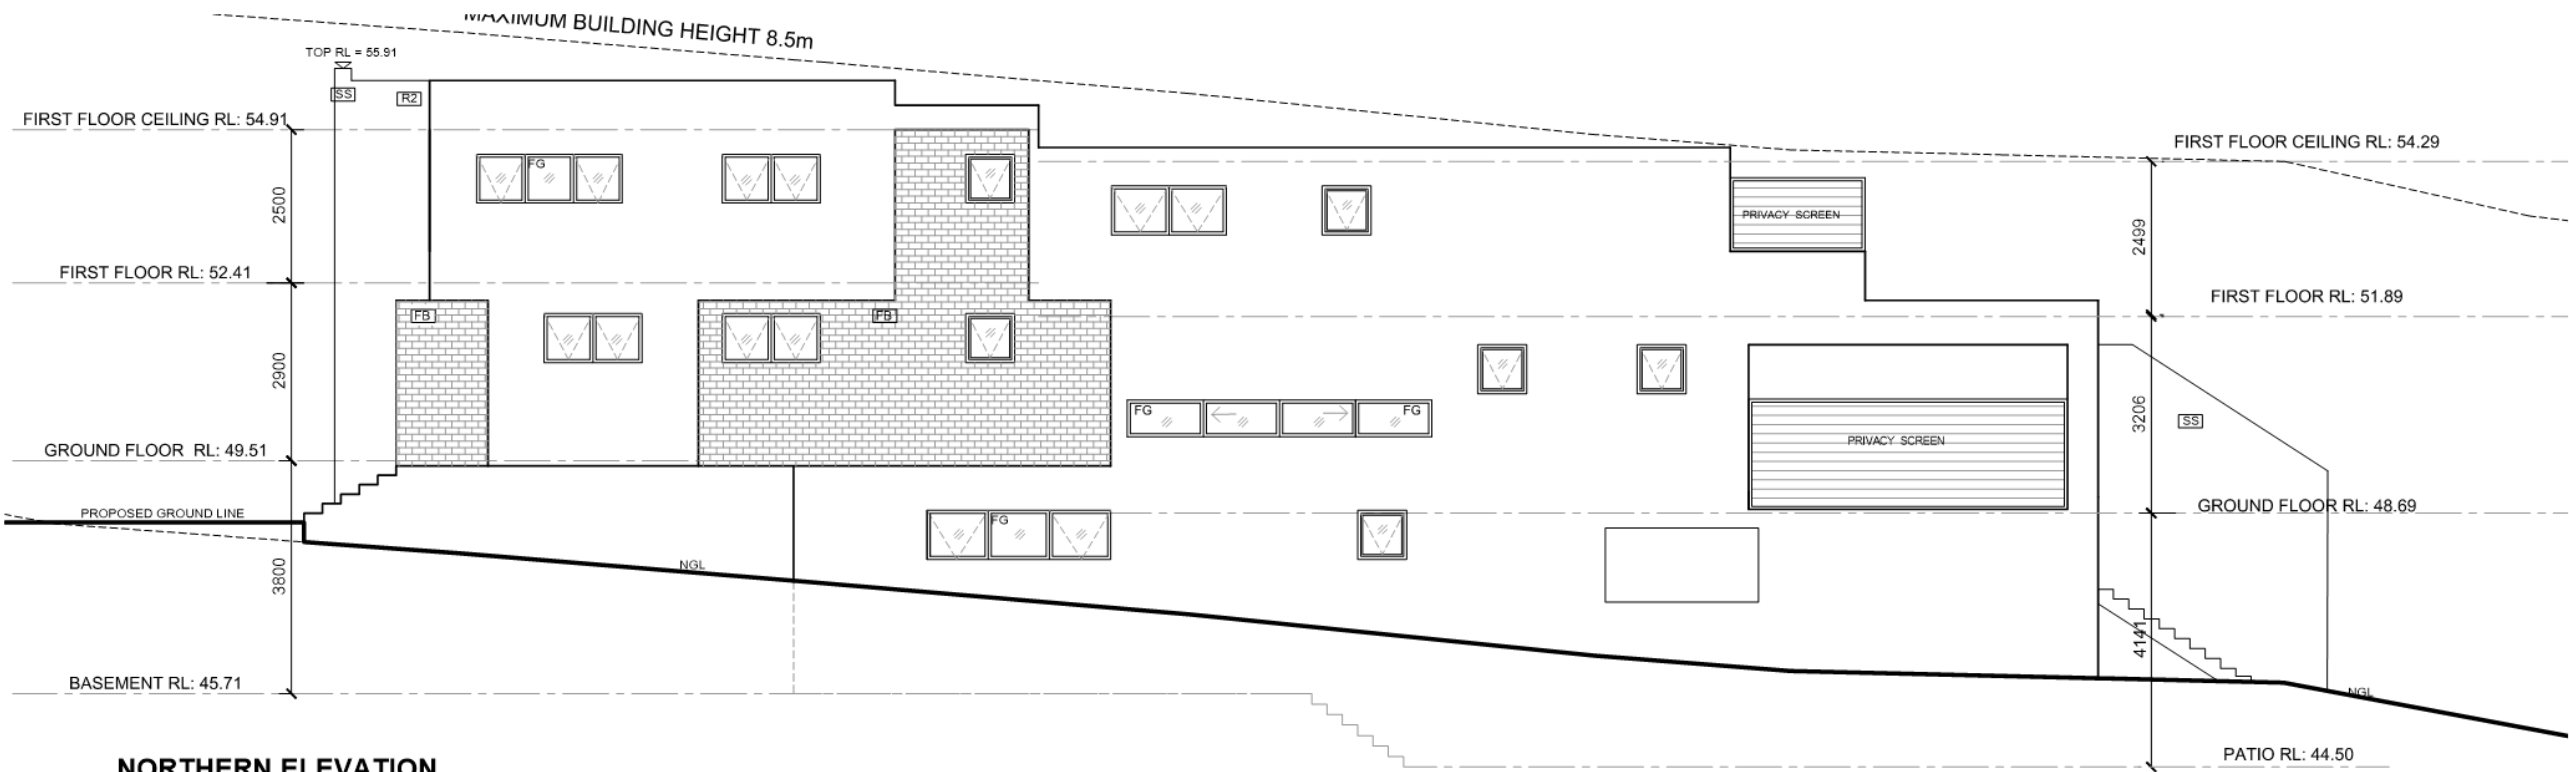 MAXIMUM BUILDING HEIGHT 8.5m
TOP RL = 55.91
SS
R2
FIRST FLOOR CEILING RL: 54.91
FIRST FLOOR CEILING RL: 54.29
FG
2500
PRIVACY SCREEN
2499
FIRST FLOOR RL: 52.41
FIRST FLOOR RL: 51.89
FB
FB
2900
FG
FG
3206
SS
PRIVACY SCREEN
GROUND FLOOR RL: 49.51
GROUND FLOOR RL: 48.69
PROPOSED GROUND LINE
FG
NGL
3800
4141
BASEMENT RL: 45.71
NGL
PATIO RL: 44.50
NORTHERN ELEVATION